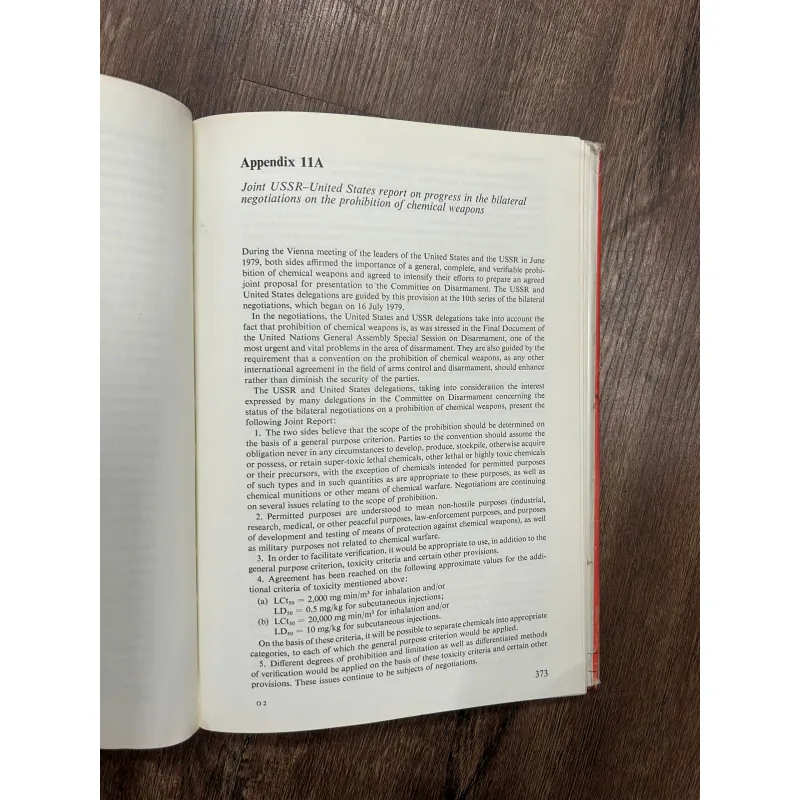 Appendix 11A
Joint USSR–United States report on progress in the bilateral
negotiations on the prohibition of chemical weapons
During the Vienna meeting of the leaders of the United States and the USSR in June
1979, both sides affirmed the importance of a general, complete, and verifiable prohi-
bition of chemical weapons and agreed to intensify their efforts to prepare an agreed
joint proposal for presentation to the Committee on Disarmament. The USSR and
United States delegations are guided by this provision at the 10th series of the bilateral
negotiations, which began on 16 July 1979.
In the negotiations, the United States and USSR delegations take into account the
fact that prohibition of chemical weapons is, as was stressed in the Final Document of
the United Nations General Assembly Special Session on Disarmament, one of the
most urgent and vital problems in the area of disarmament. They are also guided by the
requirement that a convention on the prohibition of chemical weapons, as any other
international agreement in the field of arms control and disarmament, should enhance
rather than diminish the security of the parties.
The USSR and United States delegations, taking into consideration the interest
expressed by many delegations in the Committee on Disarmament concerning the
status of the bilateral negotiations on a prohibition of chemical weapons, present the
following Joint Report:
1. The two sides believe that the scope of the prohibition should be determined on
the basis of a general purpose criterion. Parties to the convention should assume the
obligation never in any circumstances to develop, produce, stockpile, otherwise acquire
or possess, or retain super-toxic lethal chemicals, other lethal or highly toxic chemicals
or their precursors, with the exception of chemicals intended for permitted purposes
of such types and in such quantities as are appropriate to these purposes, as well as
chemical munitions or other means of chemical warfare. Negotiations are continuing
on several issues relating to the scope of prohibition.
2. Permitted purposes are understood to mean non-hostile purposes (industrial,
research, medical, or other peaceful purposes, law-enforcement purposes, and purposes
of development and testing of means of protection against chemical weapons), as well
as military purposes not related to chemical warfare.
3. In order to facilitate verification, it would be appropriate to use, in addition to the
general purpose criterion, toxicity criteria and certain other provisions.
4. Agreement has been reached on the following approximate values for the addi-
tional criteria of toxicity mentioned above:
(a) LCt₅₀ = 2,000 mg min/m³ for inhalation and/or
LD₅₀ = 0.5 mg/kg for subcutaneous injections;
(b) LCt₅₀ = 20,000 mg min/m³ for inhalation and/or
LD₅₀ = 10 mg/kg for subcutaneous injections.
On the basis of these criteria, it will be possible to separate chemicals into appropriate
categories, to each of which the general purpose criterion would be applied.
5. Different degrees of prohibition and limitation as well as differentiated methods
of verification would be applied on the basis of these toxicity criteria and certain other
provisions. These issues continue to be subjects of negotiations.
373
O 2